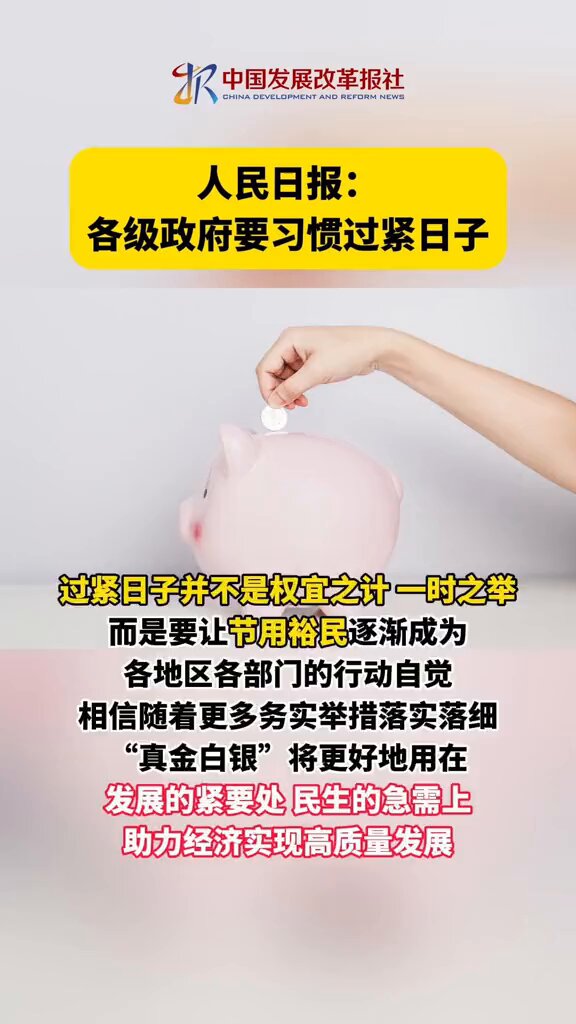 中国发展改革报社
CHINA DEVELOPMENT AND REFORM NEWS
人民日报：
各级政府要习惯过紧日子
过紧日子并不是权宜之计 一时之举
而是要让节用裕民逐渐成为
各地区各部门的行动自觉
相信随着更多务实举措落实落细
“真金白银”将更好地用在
发展的紧要处 民生的急需上
助力经济实现高质量发展